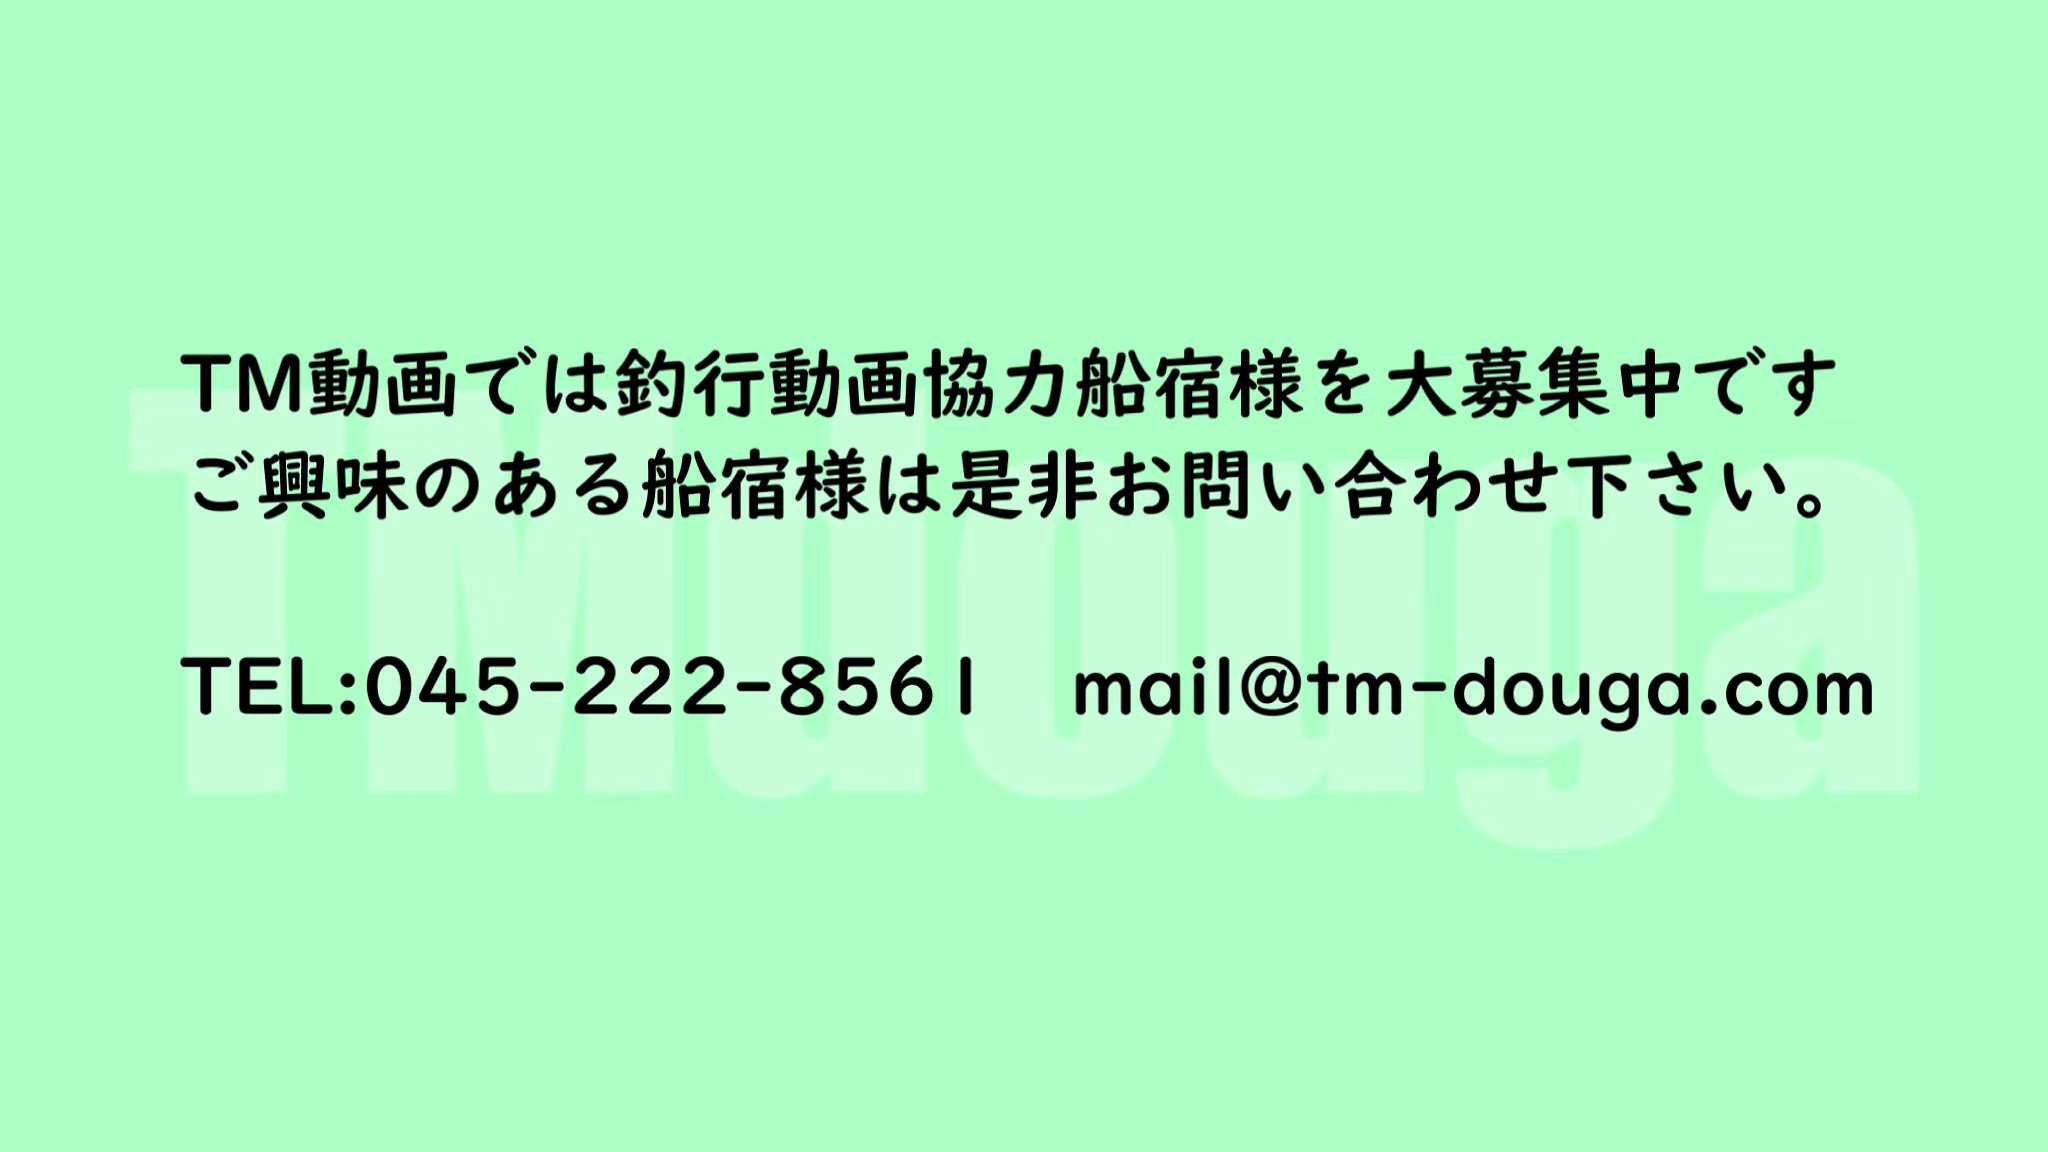 TM動画では釣行動画協力船宿様を大募集中です
ご興味のある船宿様は是非お問い合わせ下さい。
TEL:045-222-8561　mail@tm-douga.com
TMdouga